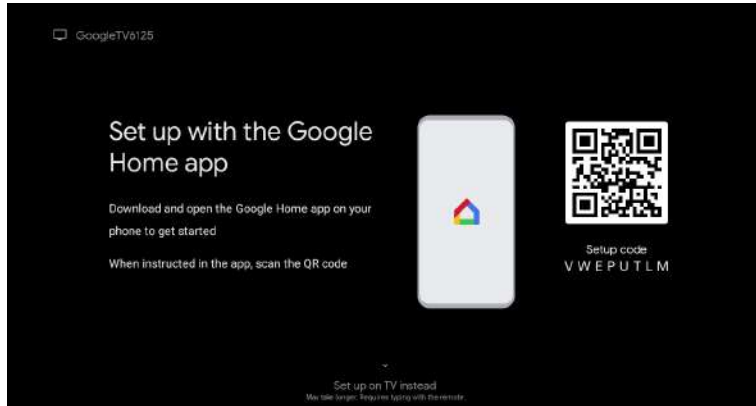 GoogleTV6125
Set up with the Google
Home app
Download and open the Google Home app on your
phone to get started
When instructed in the app, scan the QR code
Setup code
VWEPUTLM
Set up on TV instead
May take longer. Requires typing with the remote.